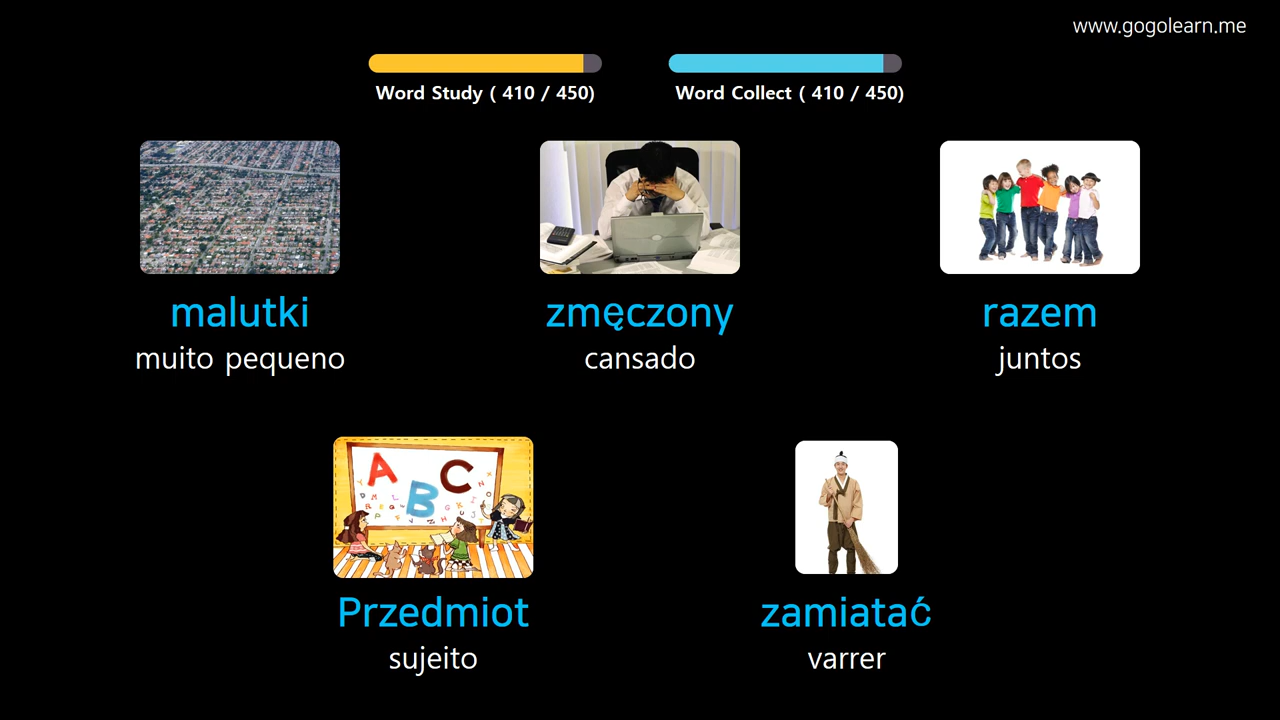 www.gogolearn.me
Word Study ( 410 / 450)
Word Collect ( 410 / 450)
malutki
muito pequeno
zmęczony
cansado
razem
juntos
A B C
Przedmiot
sujeito
zamiatać
varrer